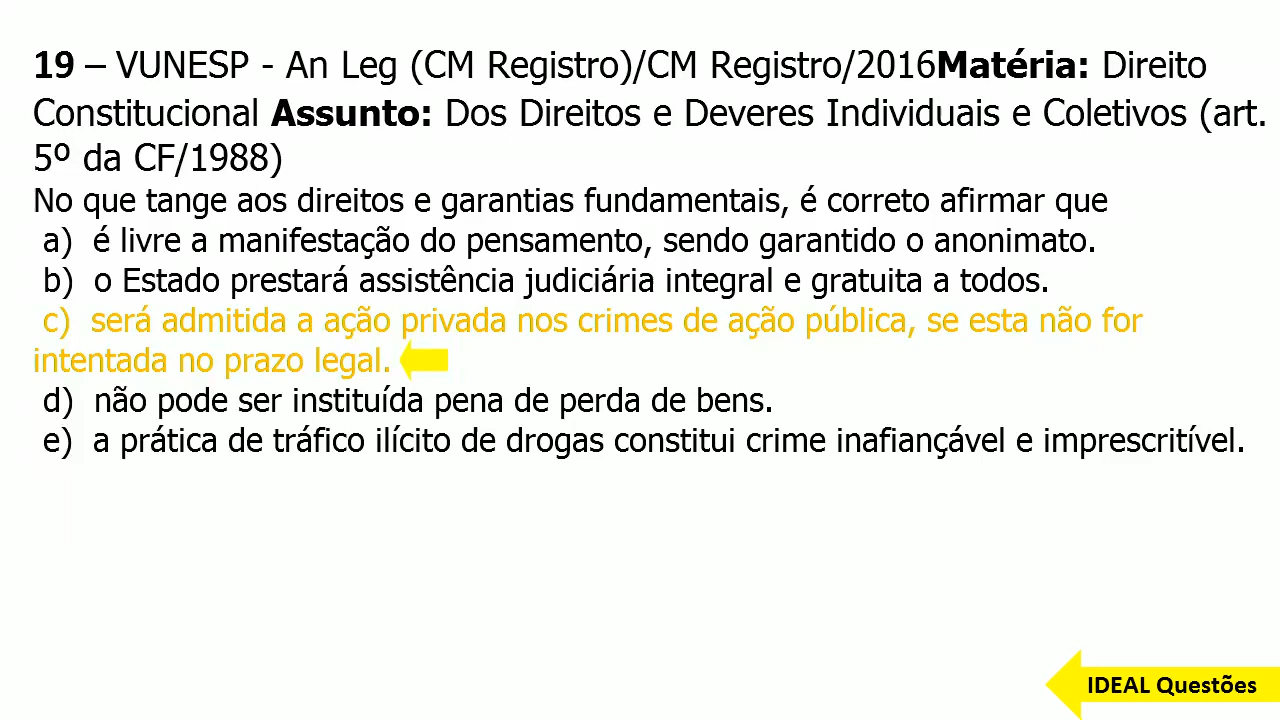 19 – VUNESP - An Leg (CM Registro)/CM Registro/2016Matéria: Direito
Constitucional Assunto: Dos Direitos e Deveres Individuais e Coletivos (art.
5º da CF/1988)
No que tange aos direitos e garantias fundamentais, é correto afirmar que
a) é livre a manifestação do pensamento, sendo garantido o anonimato.
b) o Estado prestará assistência judiciária integral e gratuita a todos.
c) será admitida a ação privada nos crimes de ação pública, se esta não for
intentada no prazo legal.
d) não pode ser instituída pena de perda de bens.
e) a prática de tráfico ilícito de drogas constitui crime inafiançável e imprescritível.
IDEAL Questões